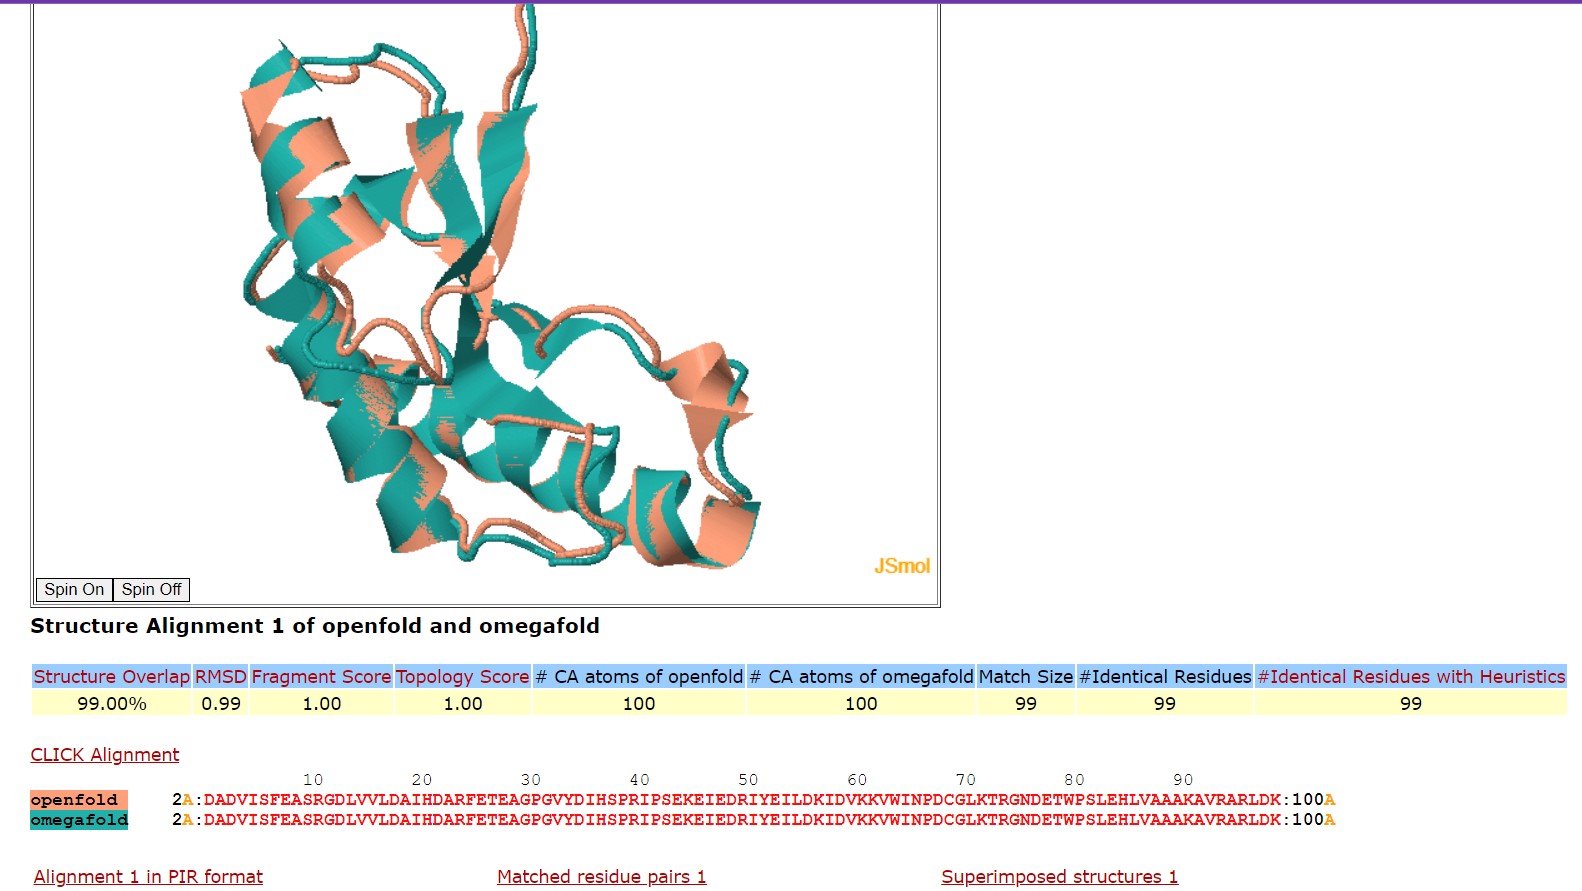 JSmol
Spin On Spin Off
Structure Alignment 1 of openfold and omegafold
Structure Overlap RMSD Fragment Score Topology Score # CA atoms of openfold # CA atoms of omegafold Match Size #Identical Residues #Identical Residues with Heuristics
99.00% 0.99 1.00 1.00 100 100 99 99 99
CLICK Alignment
10 20 30 40 50 60 70 80 90
openfold 2A:DADVISFEASRGDLVVLDAIHDARFETEAGPGVYDIHSPRIPSEKEIEDRIYEILDKIDVKKVWINPDCGLKTRGNDETWPSLEHLVAAAKAVRARLDK:100A
omegafold 2A:DADVISFEASRGDLVVLDAIHDARFETEAGPGVYDIHSPRIPSEKEIEDRIYEILDKIDVKKVWINPDCGLKTRGNDETWPSLEHLVAAAKAVRARLDK:100A
Alignment 1 in PIR format Matched residue pairs 1 Superimposed structures 1